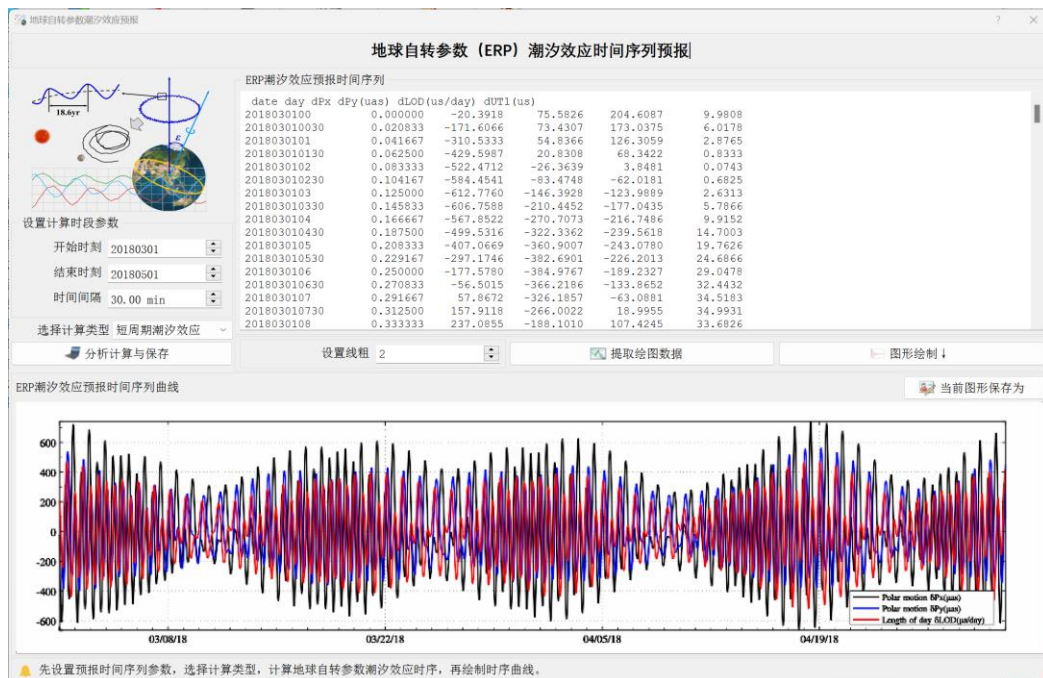 地球自转参数潮汐效应预报
? ×
地球自转参数（ERP）潮汐效应时间序列预报
18.6yr
ε
设置计算时段参数
开始时刻 20180301
结束时刻 20180501
时间间隔 30.00 min
选择计算类型 短周期潮汐效应
分析计算与保存
ERP潮汐效应预报时间序列
date day dPx dPy(uas) dLOD(us/day) dUT1(us)
2018030100 0.000000 -20.3918 75.5826 204.6087 9.9808
201803010030 0.020833 -171.6066 73.4307 173.0375 6.0178
2018030101 0.041667 -310.5333 54.8366 126.3059 2.8765
201803010130 0.062500 -429.5987 20.8308 68.3422 0.8333
2018030102 0.083333 -522.4712 -26.3639 3.8481 0.0743
201803010230 0.104167 -584.4541 -83.4748 -62.0181 0.6825
2018030103 0.125000 -612.7760 -146.3928 -123.9889 2.6313
201803010330 0.145833 -606.7588 -210.4452 -177.0435 5.7866
2018030104 0.166667 -567.8522 -270.7073 -216.7486 9.9152
201803010430 0.187500 -499.5316 -322.3362 -239.5618 14.7003
2018030105 0.208333 -407.0669 -360.9007 -243.0780 19.7626
201803010530 0.229167 -297.1746 -382.6901 -226.2013 24.6866
2018030106 0.250000 -177.5780 -384.9767 -189.2327 29.0478
201803010630 0.270833 -56.5015 -366.2186 -133.8652 32.4432
2018030107 0.291667 57.8672 -326.1857 -63.0881 34.5183
201803010730 0.312500 157.9118 -266.0022 18.9955 34.9931
2018030108 0.333333 237.0855 -188.1010 107.4245 33.6826
设置线粗 2
提取绘图数据
图形绘制↓
ERP潮汐效应预报时间序列曲线
当前图形保存为
600
400
200
0
-200
-400
-600
03/08/18 03/22/18 04/05/18 04/19/18
Polar motion δPx(μas)
Polar motion δPy(μas)
Length of day δLOD(μs/day)
先设置预报时间序列参数，选择计算类型，计算地球自转参数潮汐效应时序，再绘制时序曲线。